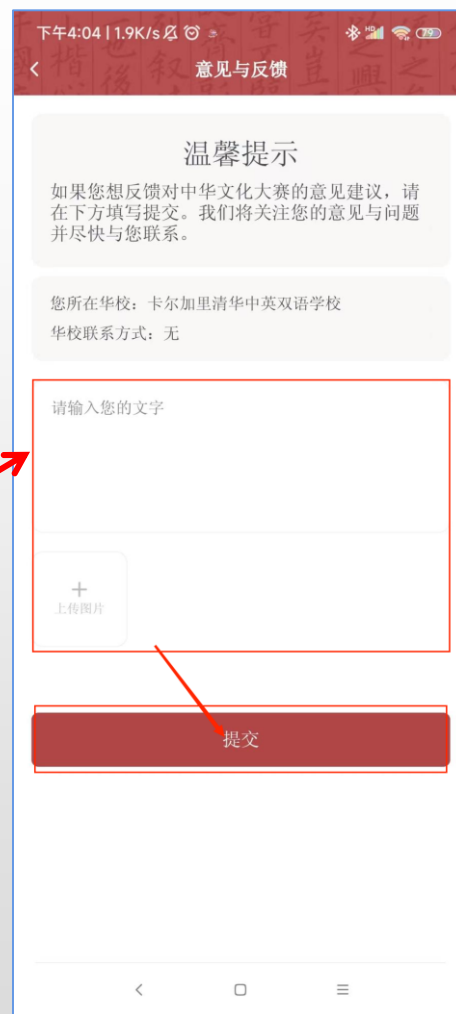 下午4:04 | 1.9K/s
HD
29
意见与反馈
温馨提示
如果您想反馈对中华文化大赛的意见建议，请
在下方填写提交。我们将关注您的意见与问题
并尽快与您联系。
您所在华校：卡尔加里清华中英双语学校
华校联系方式：无
请输入您的文字
上传图片
提交